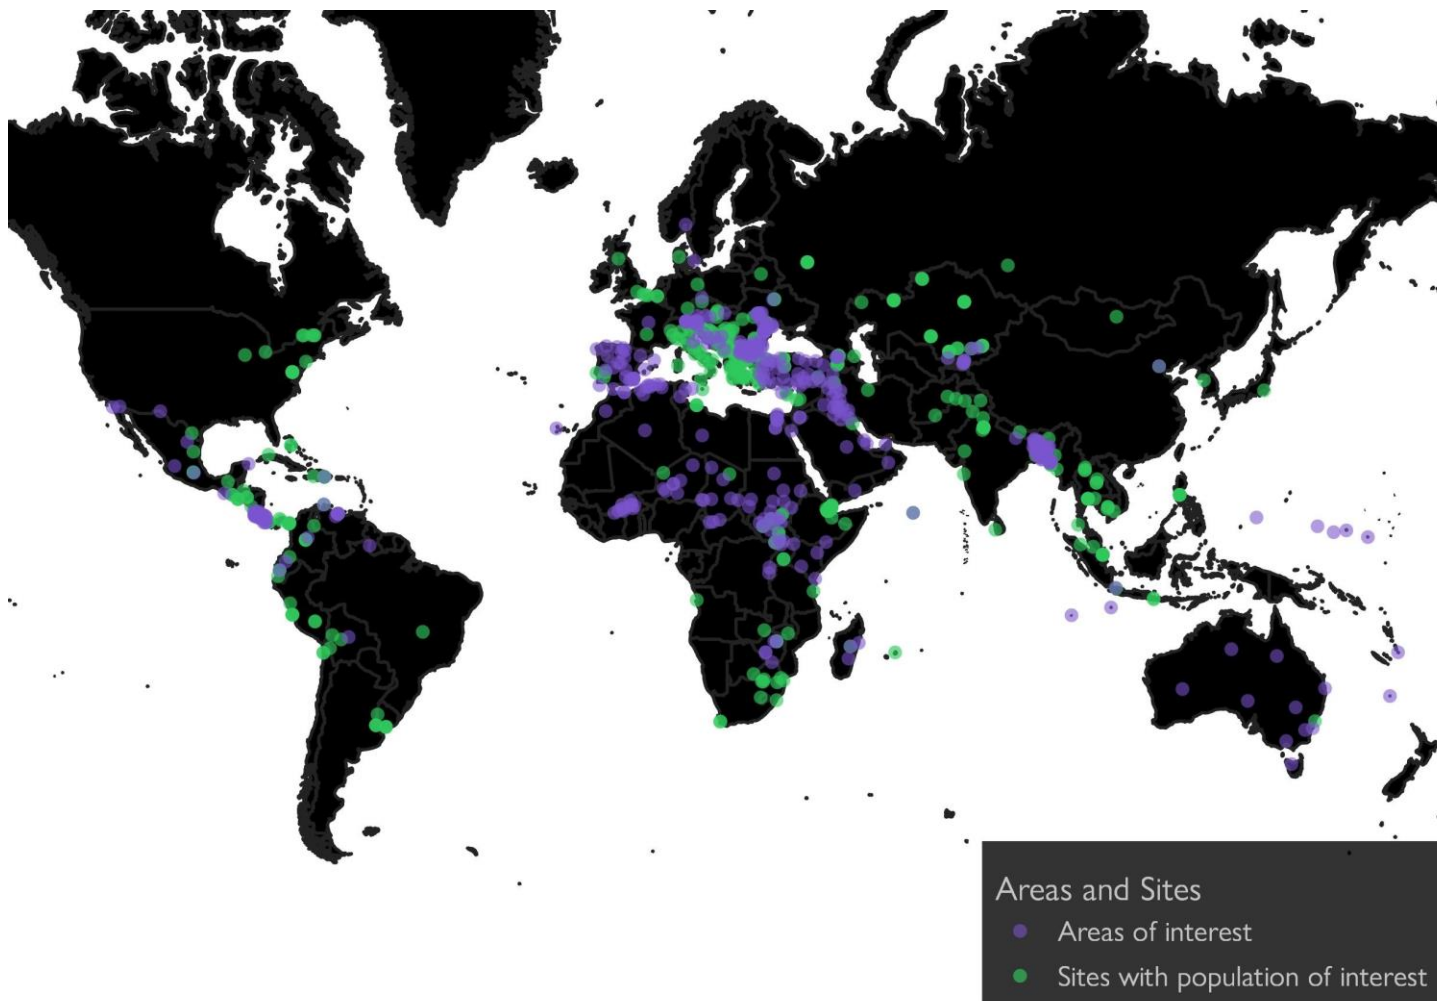 Areas and Sites
Areas of interest
Sites with population of interest